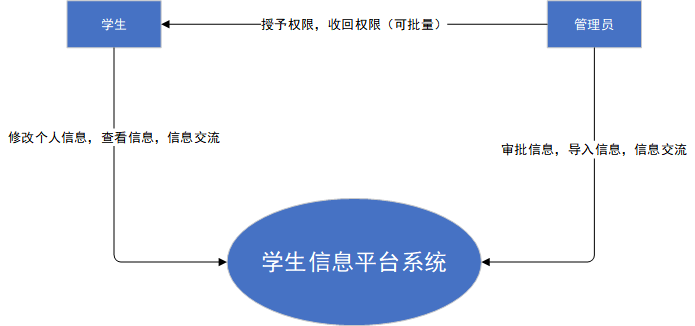 学生
授予权限，收回权限（可批量）
管理员
修改个人信息，查看信息，信息交流
审批信息，导入信息，信息交流
学生信息平台系统